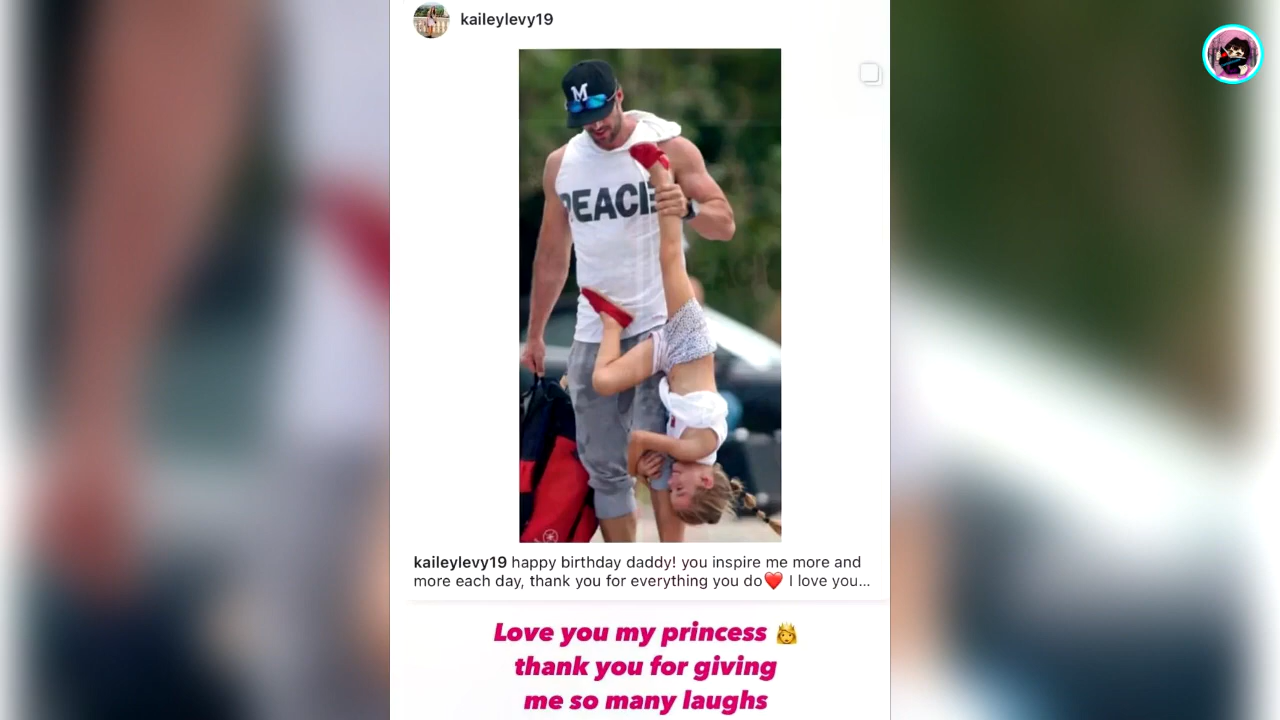 kaileylevy19
M
PEACE
kaileylevy19 happy birthday daddy! you inspire me more and
more each day, thank you for everything you do❤️ I love you...
Love you my princess 👸
thank you for giving
me so many laughs